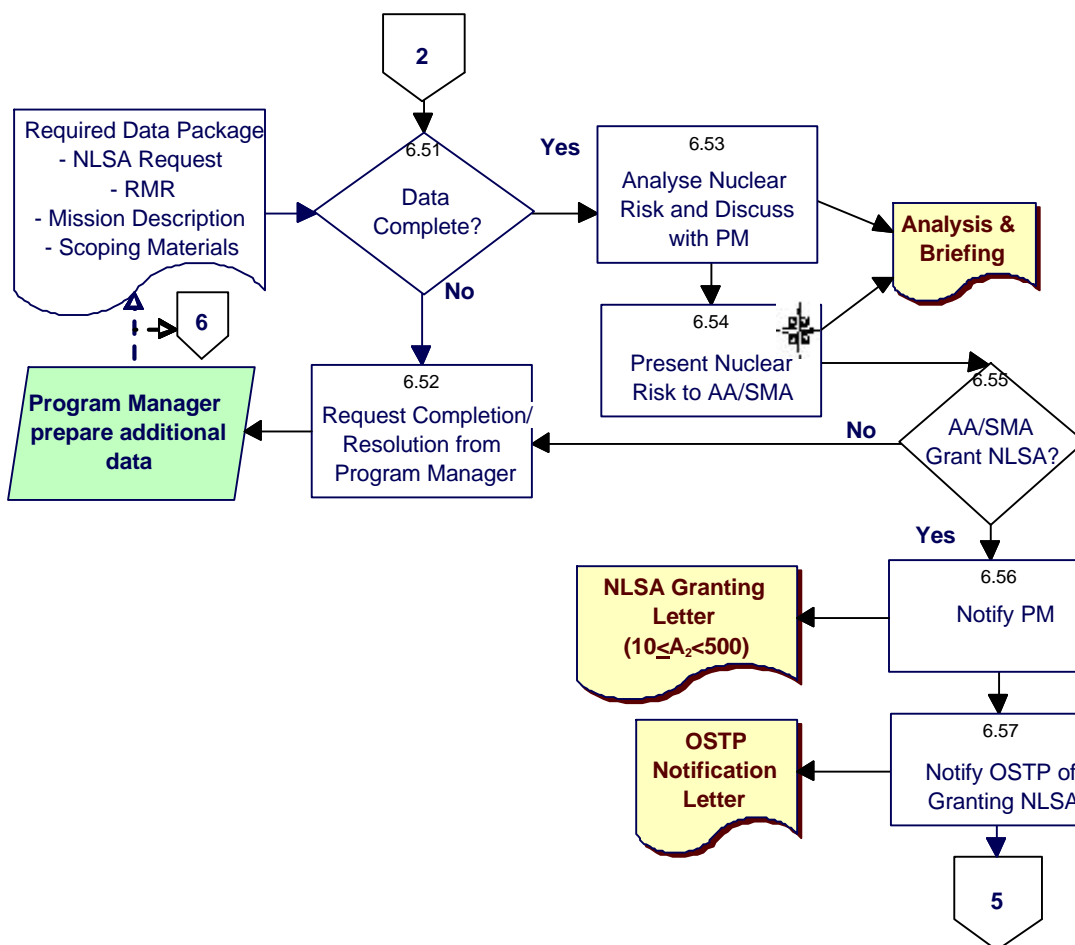 2
Required Data Package
- NLSA Request
- RMR
- Mission Description
- Scoping Materials
6.51
Data
Complete?
Yes
No
6.53
Analyse Nuclear
Risk and Discuss
with PM
Analysis &
Briefing
6.54
Present Nuclear
Risk to AA/SMA
6
Program Manager
prepare additional
data
6.52
Request Completion/
Resolution from
Program Manager
6.55
AA/SMA
Grant NLSA?
No
Yes
6.56
Notify PM
NLSA Granting
Letter
(10≤A₂<500)
6.57
Notify OSTP of
Granting NLSA
OSTP
Notification
Letter
5